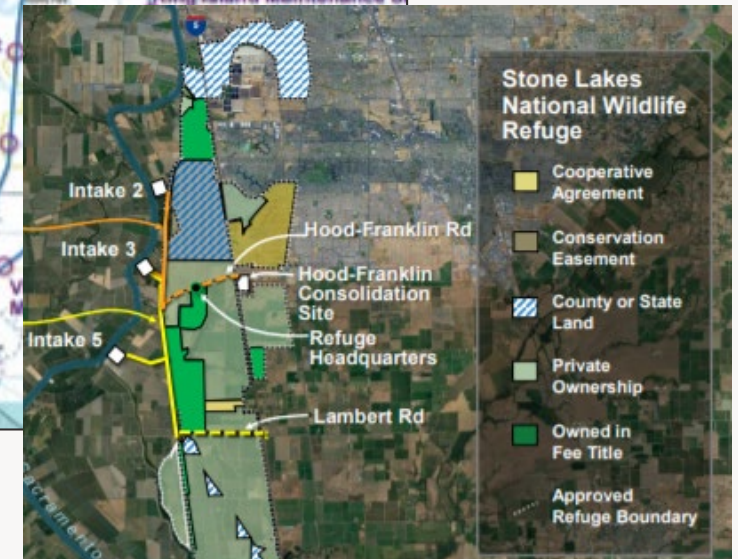 5
Intake 2
Intake 3
Intake 5
Hood-Franklin Rd
Hood-Franklin
Consolidation
Site
Refuge
Headquarters
Lambert Rd
Sacramento
Stone Lakes
National Wildlife
Refuge
Cooperative
Agreement
Conservation
Easement
County or State
Land
Private
Ownership
Owned in
Fee Title
Approved
Refuge Boundary